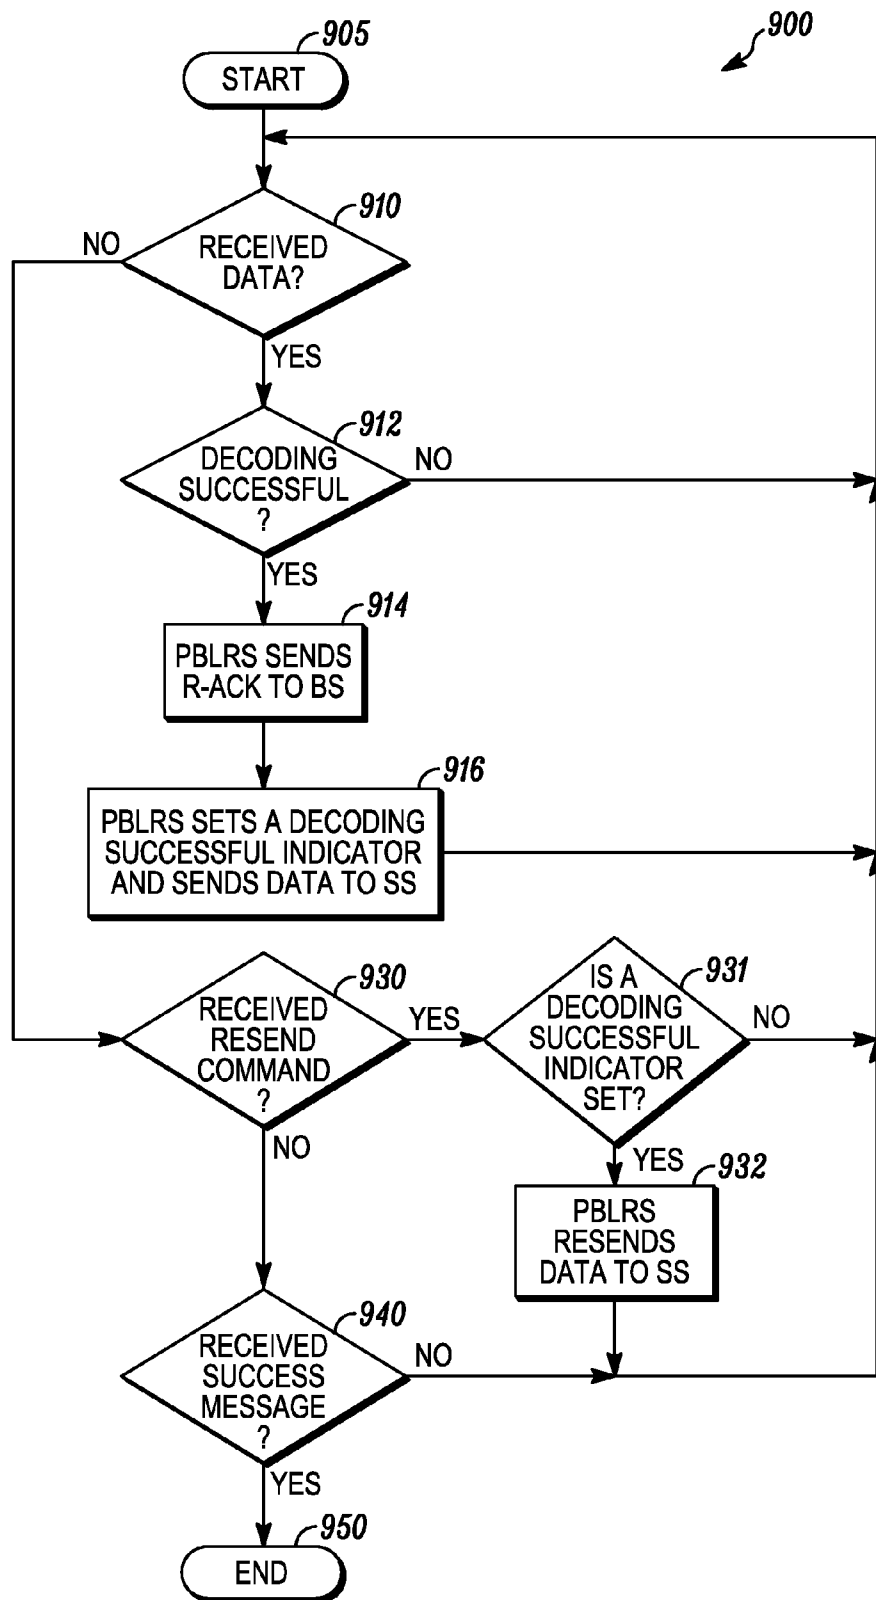 905
900
START
910
NO
RECEIVED
DATA?
YES
912
DECODING
SUCCESSFUL
?
NO
YES
914
PBLRS SENDS
R-ACK TO BS
916
PBLRS SETS A DECODING
SUCCESSFUL INDICATOR
AND SENDS DATA TO SS
930
RECEIVED
RESEND
COMMAND
?
YES
931
IS A
DECODING
SUCCESSFUL
INDICATOR
SET?
NO
NO
YES
932
PBLRS
RESENDS
DATA TO SS
940
RECEIVED
SUCCESS
MESSAGE
?
NO
YES
950
END